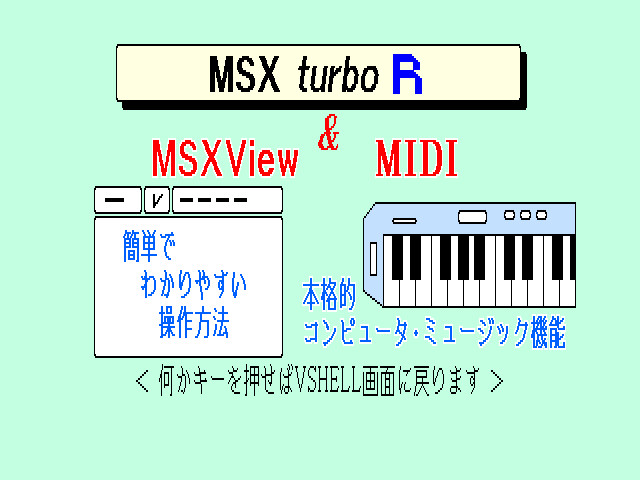 MSX turbo R
&
MSXView MIDI
V
簡単で
わかりやすい
操作方法
本格的
コンピュータ・ミュージック機能
< 何かキーを押せばVSHELL画面に戻ります >